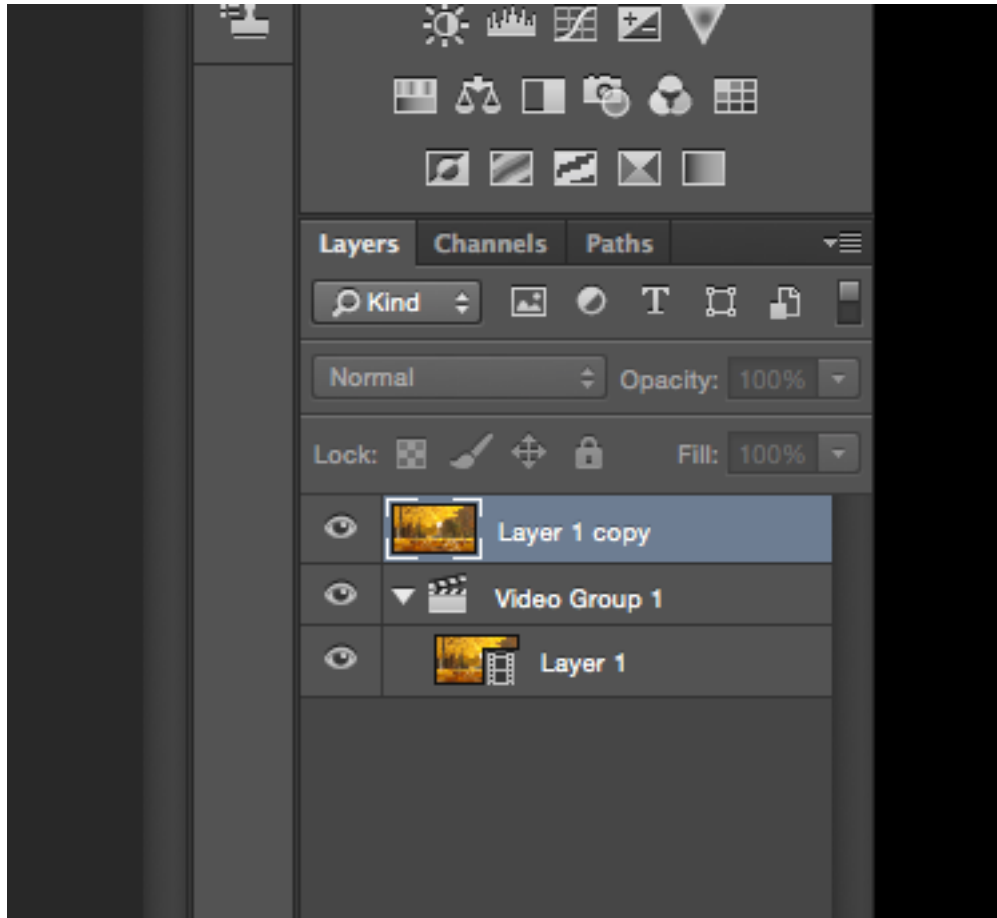 Layers Channels Paths
Kind T
Normal Opacity: 100%
Lock: Fill: 100%
Layer 1 copy
Video Group 1
Layer 1